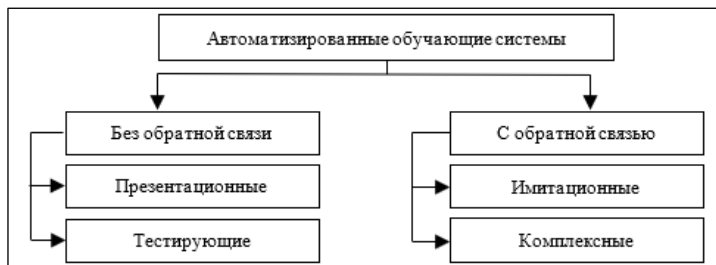 Автоматизированные обучающие системы
Без обратной связи
С обратной связью
Презентационные
Имитационные
Тестирующие
Комплексные